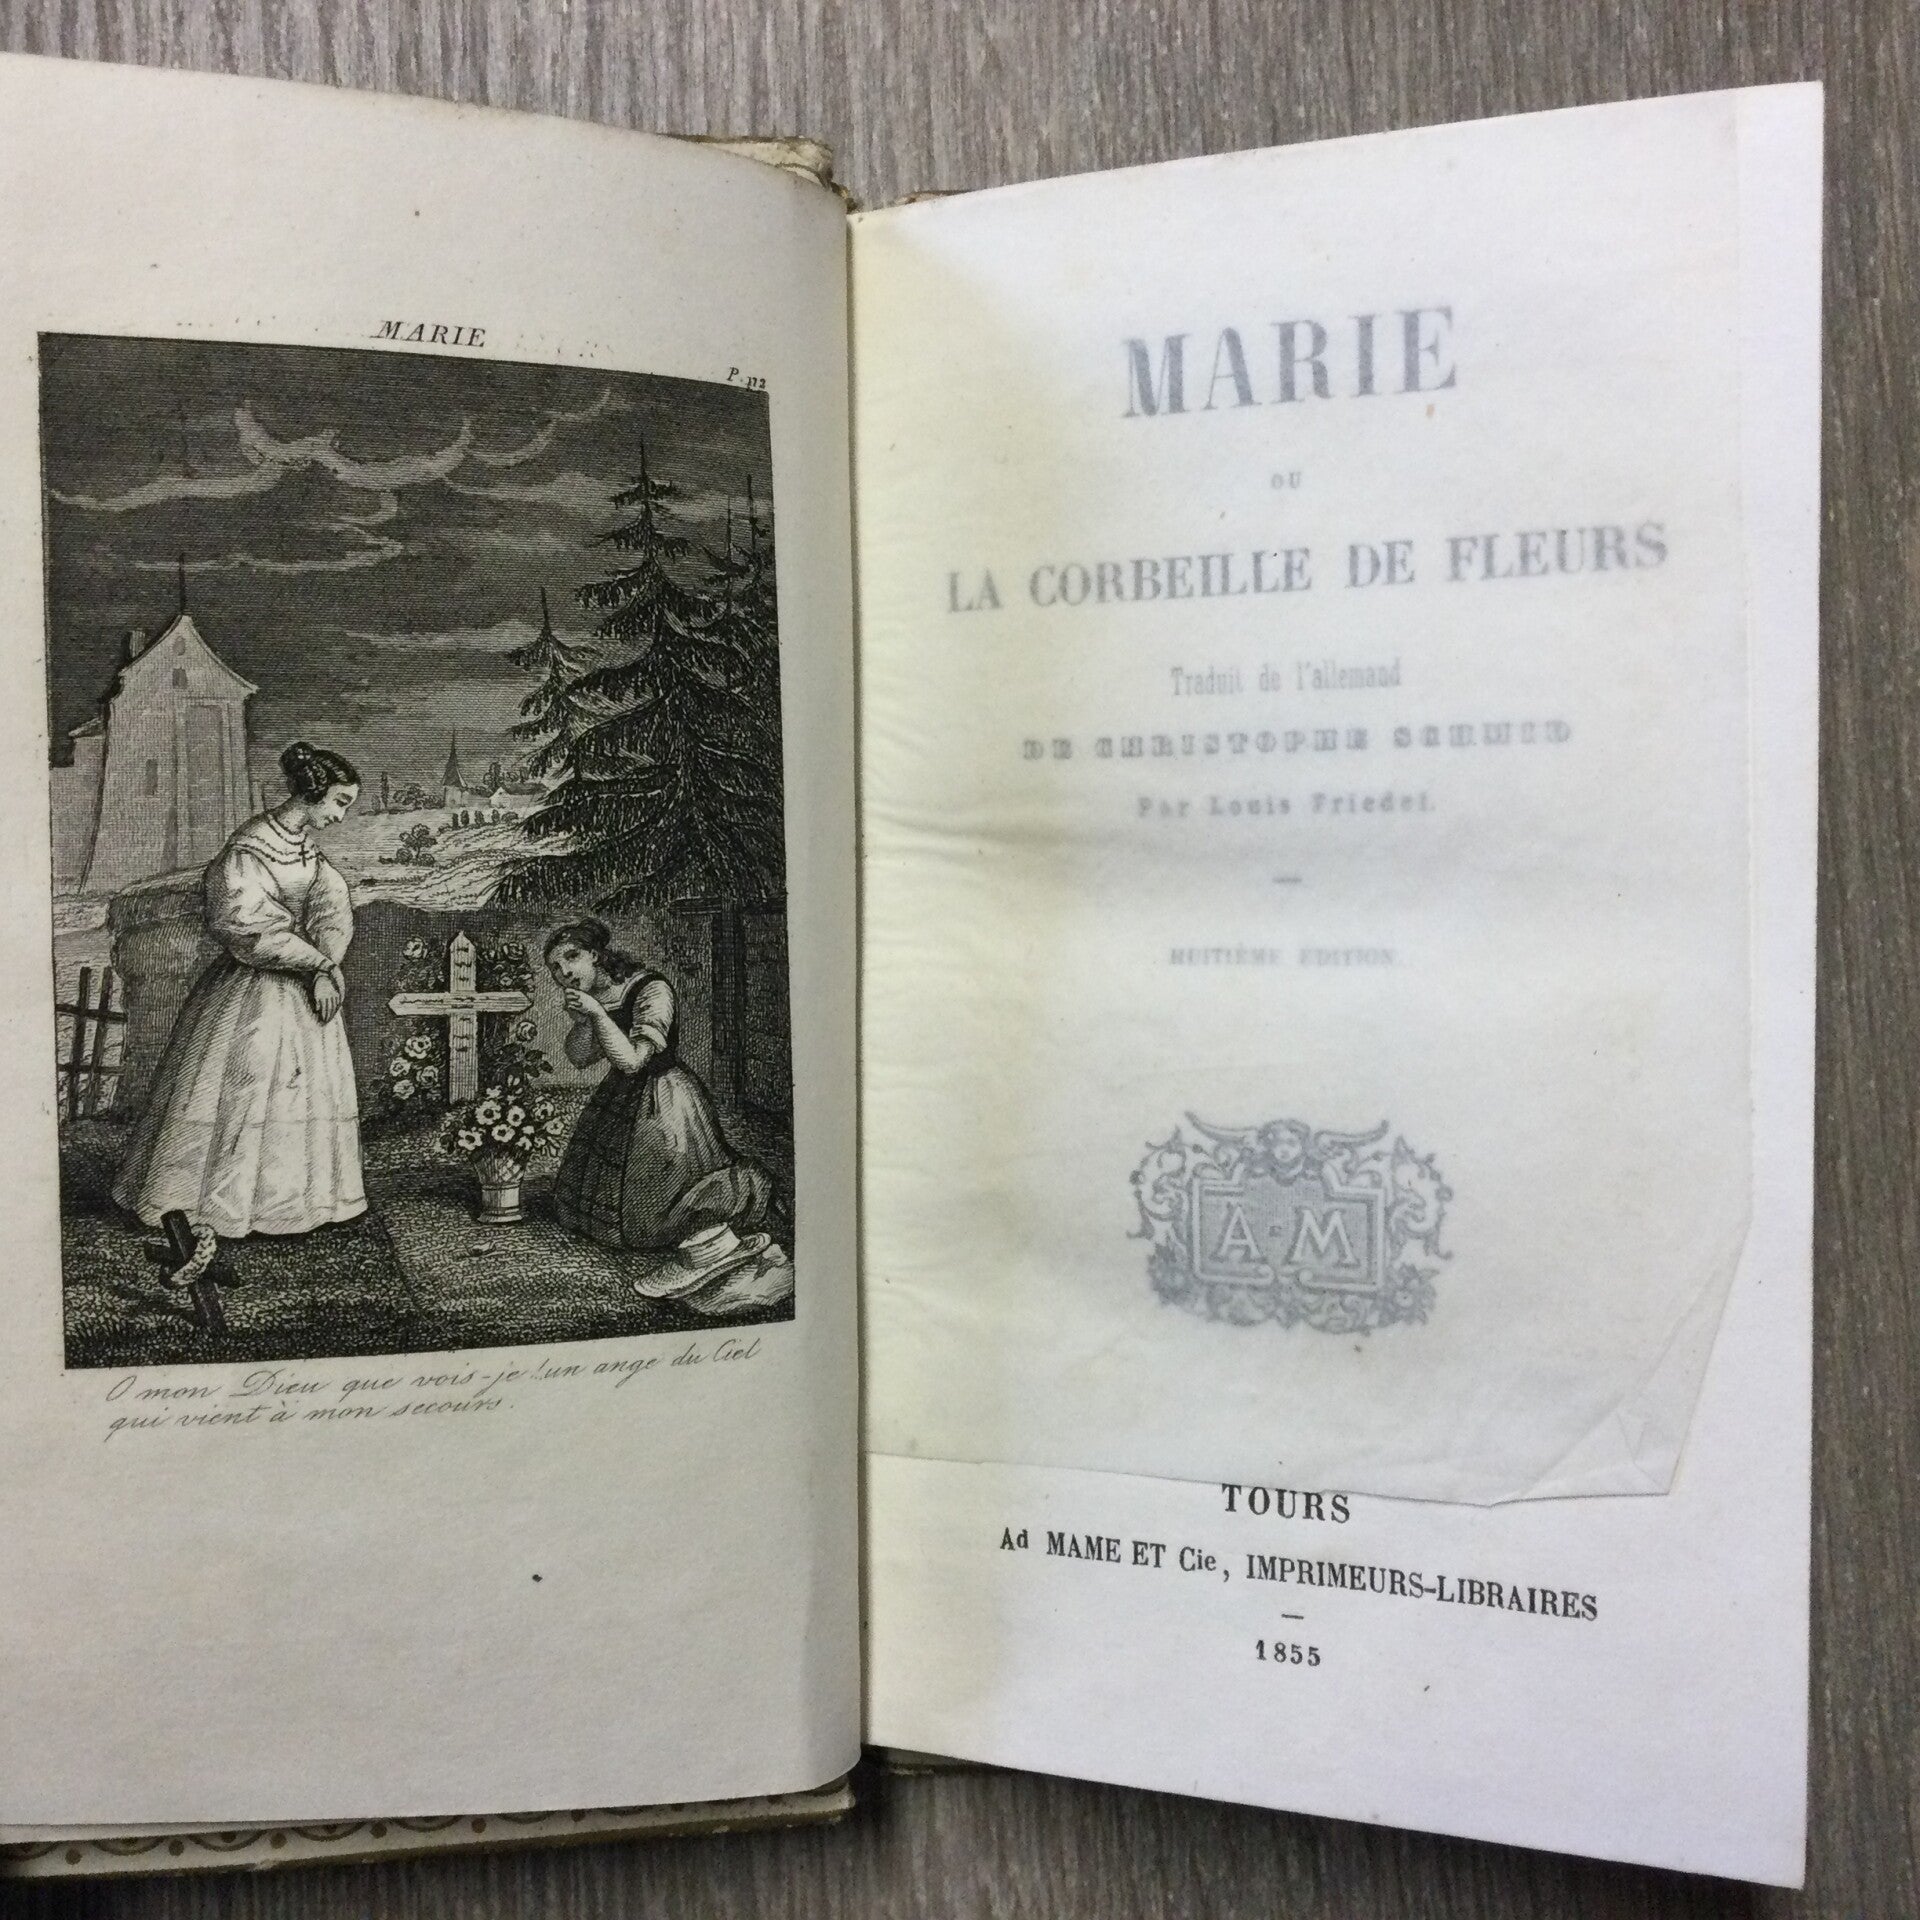 MARIE
P. 172
O mon Dieu que vois-je! un ange du Ciel
qui vient à mon secours.
MARIE
OU
LA CORBEILLE DE FLEURS
Traduit de l'allemand
DE CHRISTOPHE SCHMID
Par Louis Friedel.
HUITIÈME EDITION.
A-M
TOURS
Ad MAME ET Cie, IMPRIMEURS-LIBRAIRES
1855